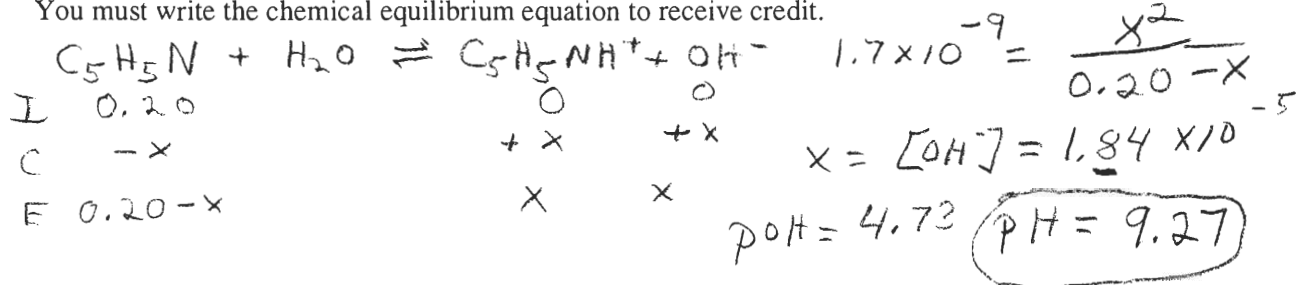 You must write the chemical equilibrium equation to receive credit.
C₅H₅N + H₂O ⇌ C₅H₅NH⁺ + OH⁻ 1.7 x 10⁻⁹ = x² / 0.20 - x
I 0.20 0 0
C - x + x + x x = [OH⁻] = 1.84 x 10⁻⁵
E 0.20 - x x x
pOH = 4.73 pH = 9.27